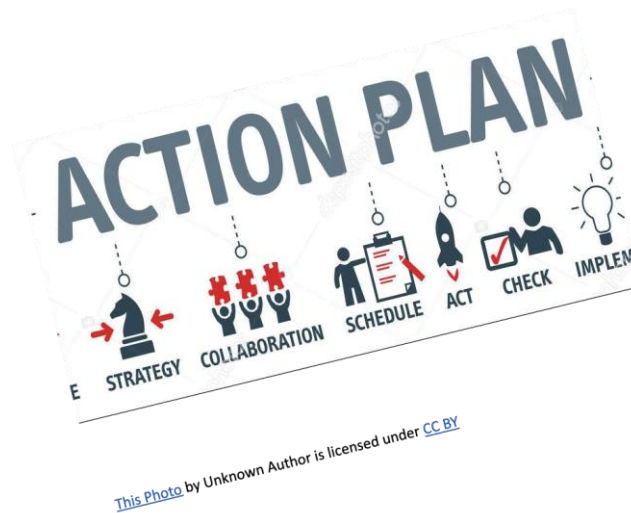 ACTION PLAN
E STRATEGY COLLABORATION SCHEDULE ACT CHECK IMPLEM
This Photo by Unknown Author is licensed under CC BY